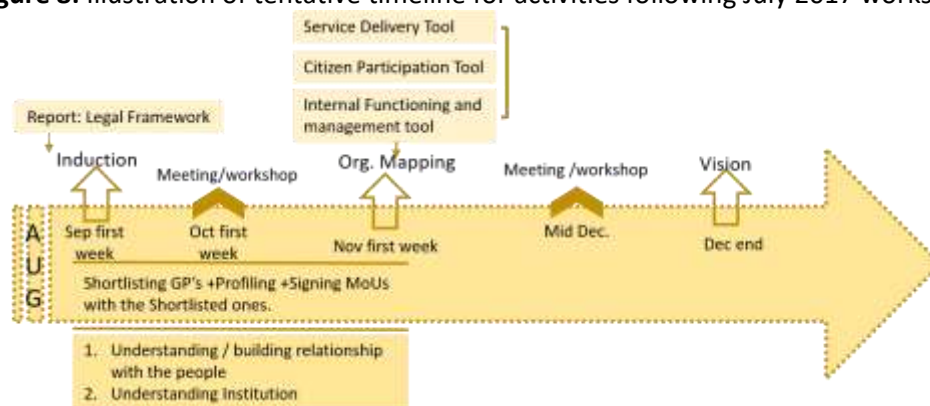 gure 8. Illustration of tentative timeline for activities following July 2017 works
Service Delivery Tool
Citizen Participation Tool
Internal Functioning and
management tool
Report: Legal Framework
Induction
Meeting/workshop
Org. Mapping
Meeting /workshop
Vision
A
U
G
Sep first
week
Oct first
week
Nov first week
Mid Dec.
Dec end
Shortlisting GP's +Profiling +Signing MoUs
with the Shortlisted ones.
1. Understanding / building relationship
with the people
2. Understanding Institution